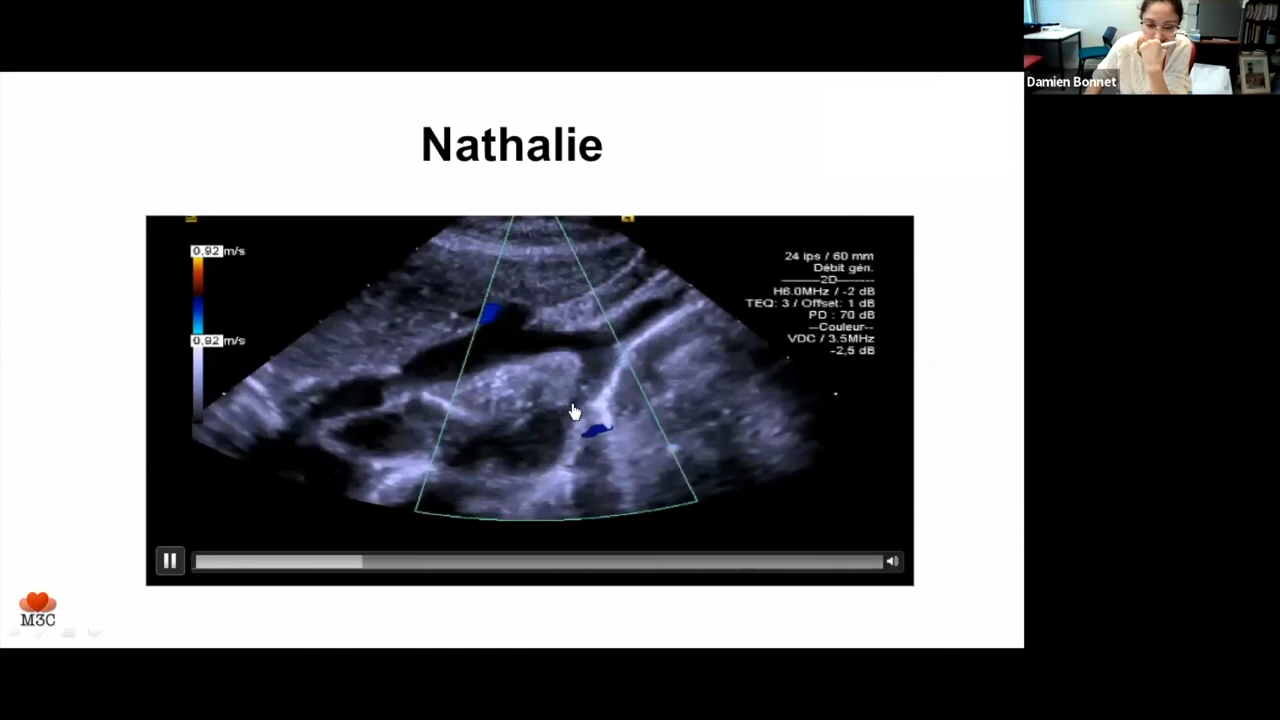 Damien Bonnet
Nathalie
0,92 m/s
0,92 m/s
24 ips / 60 mm
Débit gén.
2D
H6.0MHz / -2 dB
TEQ: 3 / Offset: 1 dB
PD : 70 dB
--Couleur--
VDC / 3.5MHz
-2,5 dB
M3C